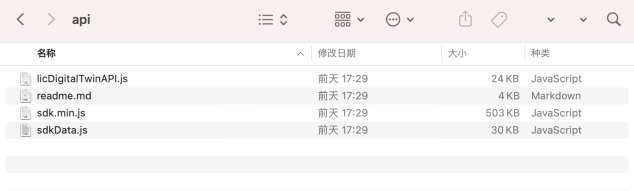 api
名称 修改日期 大小 种类
licDigitalTwinAPI.js 前天 17:29 24 KB JavaScript
readme.md 前天 17:29 4 KB Markdown
sdk.min.js 前天 17:29 503 KB JavaScript
sdkData.js 前天 17:29 30 KB JavaScript